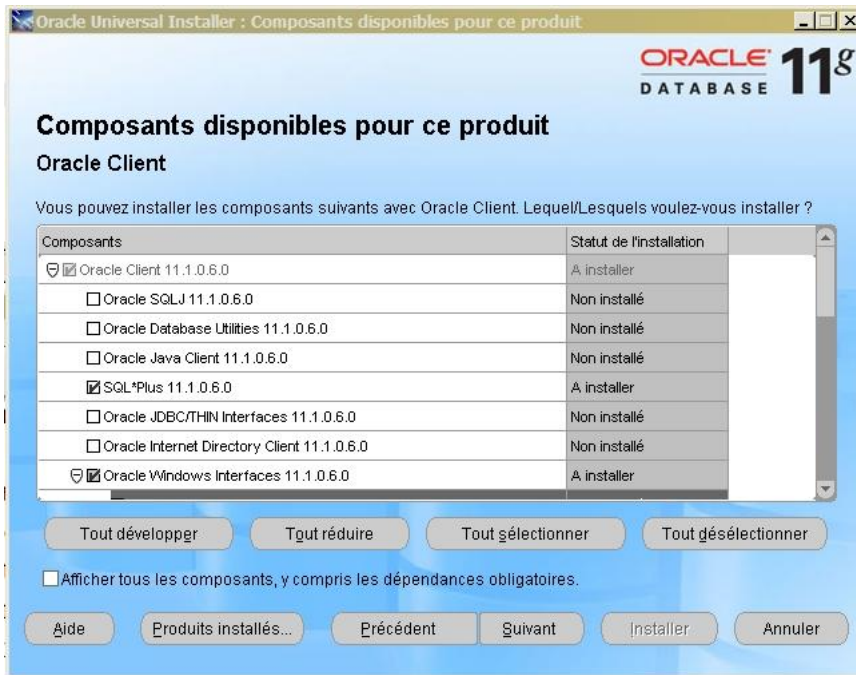 Oracle Universal Installer : Composants disponibles pour ce produit
ORACLE
DATABASE 11g
Composants disponibles pour ce produit
Oracle Client
Vous pouvez installer les composants suivants avec Oracle Client. Lequel/Lesquels voulez-vous installer ?
Composants Statut de l'installation
Oracle Client 11.1.0.6.0 A installer
Oracle SQLJ 11.1.0.6.0 Non installé
Oracle Database Utilities 11.1.0.6.0 Non installé
Oracle Java Client 11.1.0.6.0 Non installé
SQL*Plus 11.1.0.6.0 A installer
Oracle JDBC/THIN Interfaces 11.1.0.6.0 Non installé
Oracle Internet Directory Client 11.1.0.6.0 Non installé
Oracle Windows Interfaces 11.1.0.6.0 A installer
Tout développer Tout réduire Tout sélectionner Tout désélectionner
Afficher tous les composants, y compris les dépendances obligatoires.
Aide Produits installés... Précédent Suivant Installer Annuler